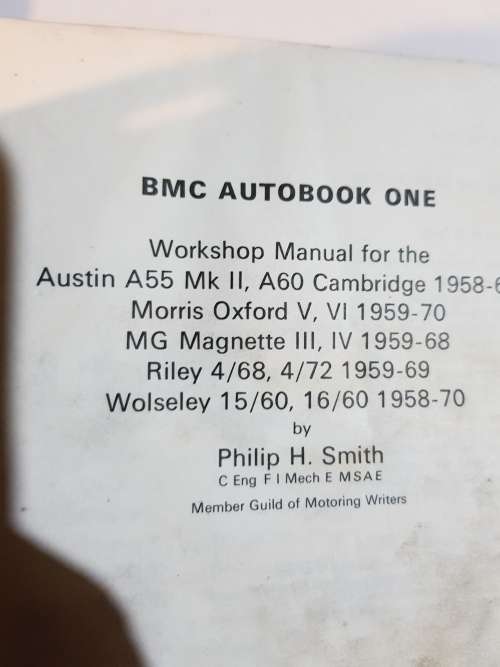 BMC AUTOBOOK ONE
Workshop Manual for the
Austin A55 Mk II, A60 Cambridge 1958-6
Morris Oxford V, VI 1959-70
MG Magnette III, IV 1959-68
Riley 4/68, 4/72 1959-69
Wolseley 15/60, 16/60 1958-70
by
Philip H. Smith
C Eng F I Mech E M S A E
Member Guild of Motoring Writers